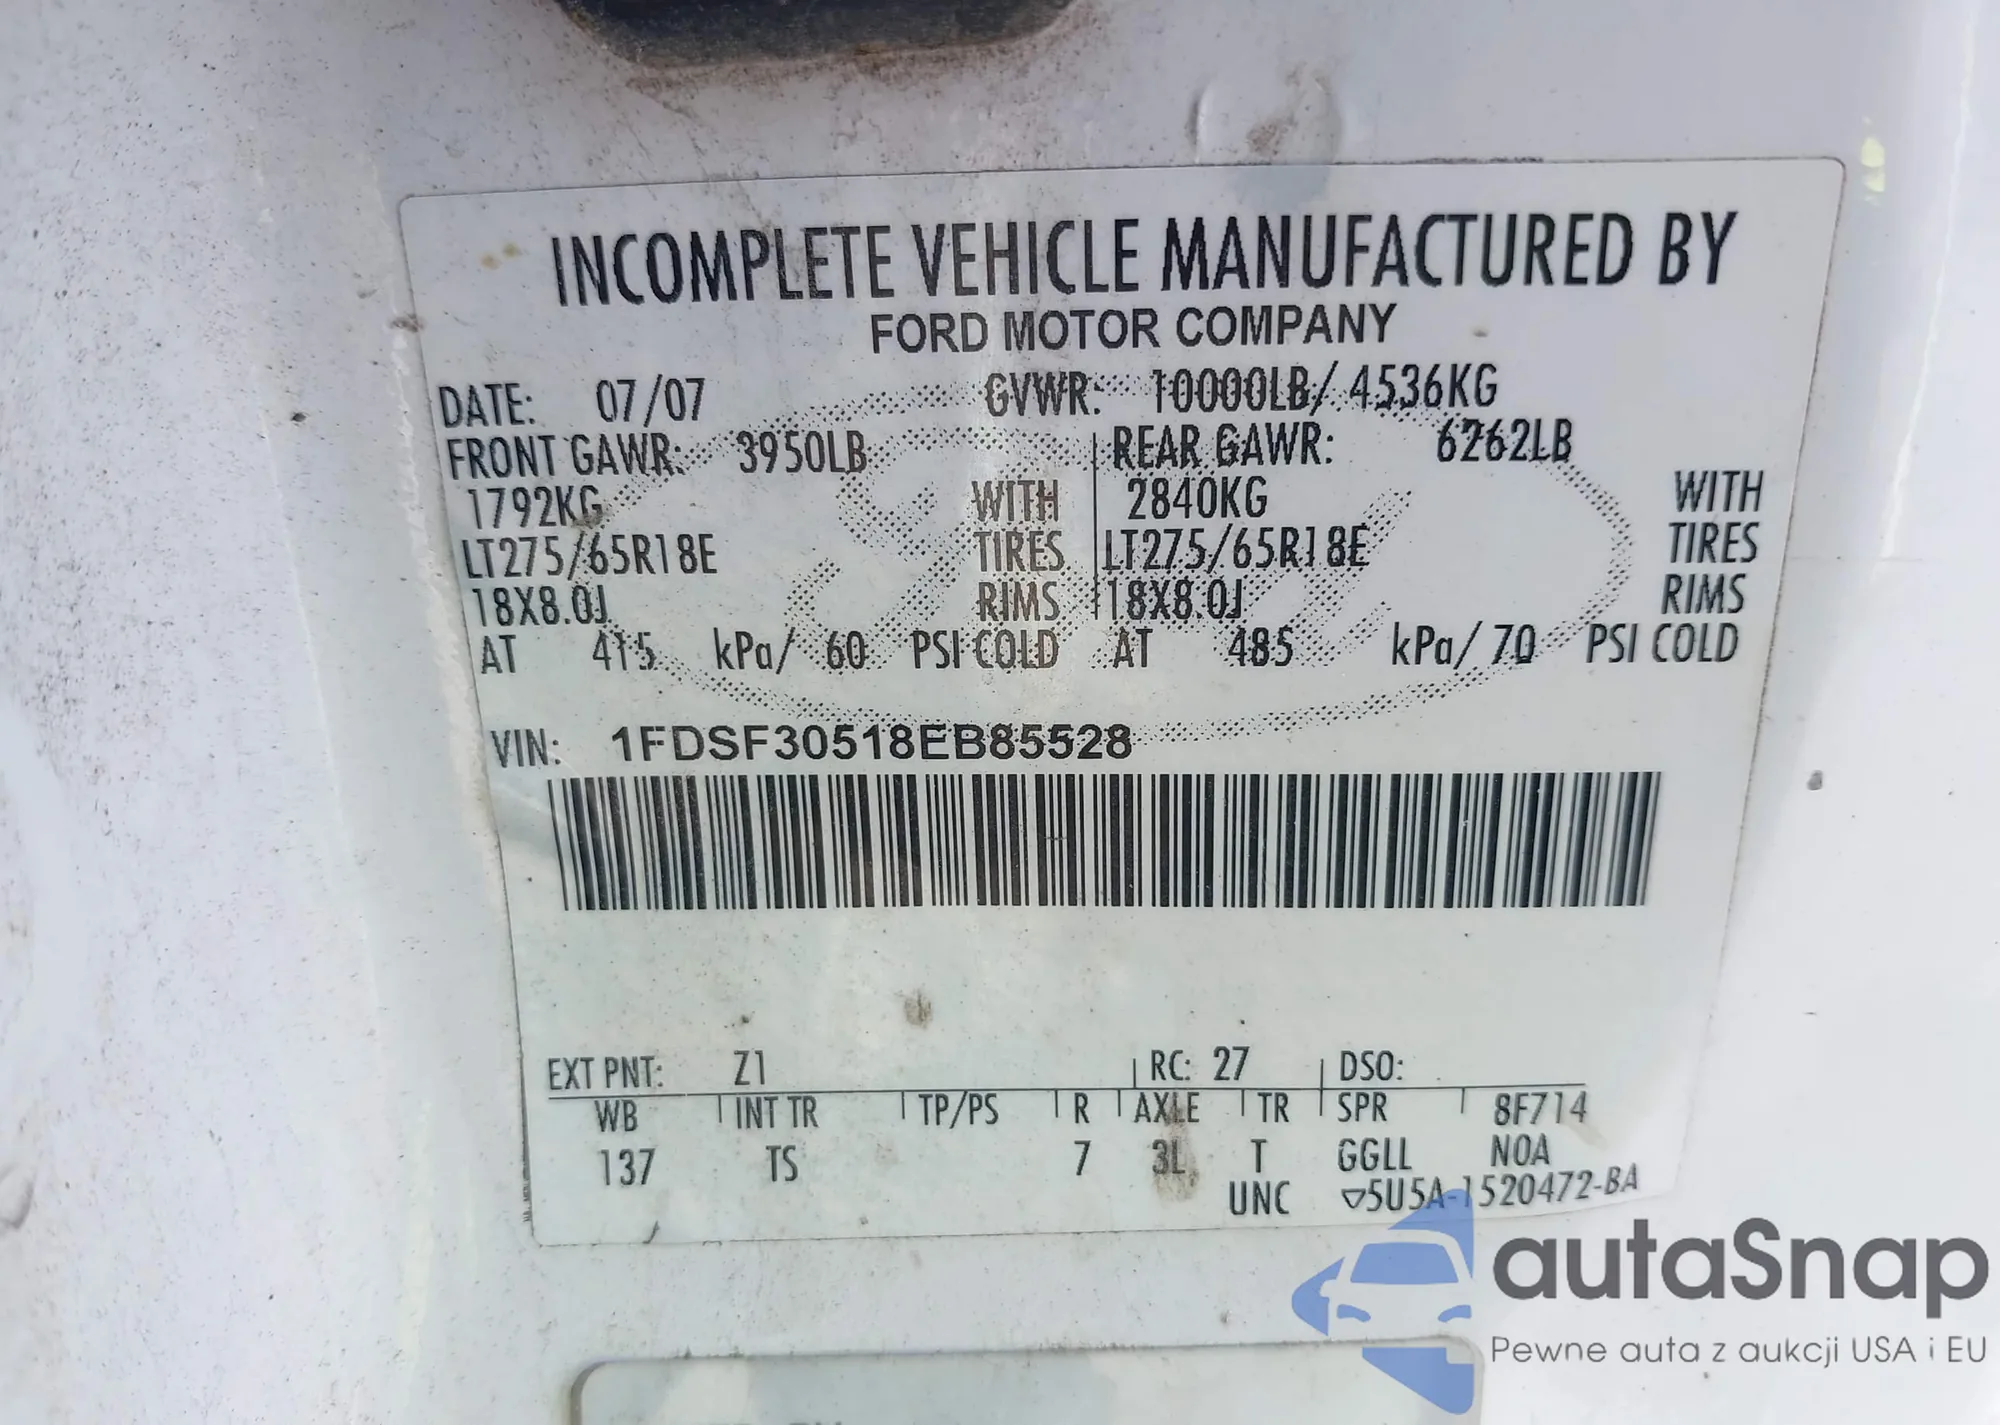 INCOMPLETE VEHICLE MANUFACTURED BY
FORD MOTOR COMPANY
DATE: 07/07 GVWR: 10000LB/ 4536KG
FRONT GAWR: 3950LB REAR GAWR: 6262LB
1792KG WITH 2840KG WITH
LT275/65R18E TIRES LT275/65R18E TIRES
18X8.0J RIMS 18X8.0J RIMS
AT 415 kPa/ 60 PSI COLD AT 485 kPa/ 70 PSI COLD
VIN: 1FDSF30518EB85528
EXT PNT: Z1 RC: 27 DSO:
WB INT TR TP/PS R AXLE TR SPR 8F714
137 TS 7 3L T GGLL NOA
UNC ▽5U5A-1520472-BA
autaSnap
Pewne auta z aukcji USA i EU